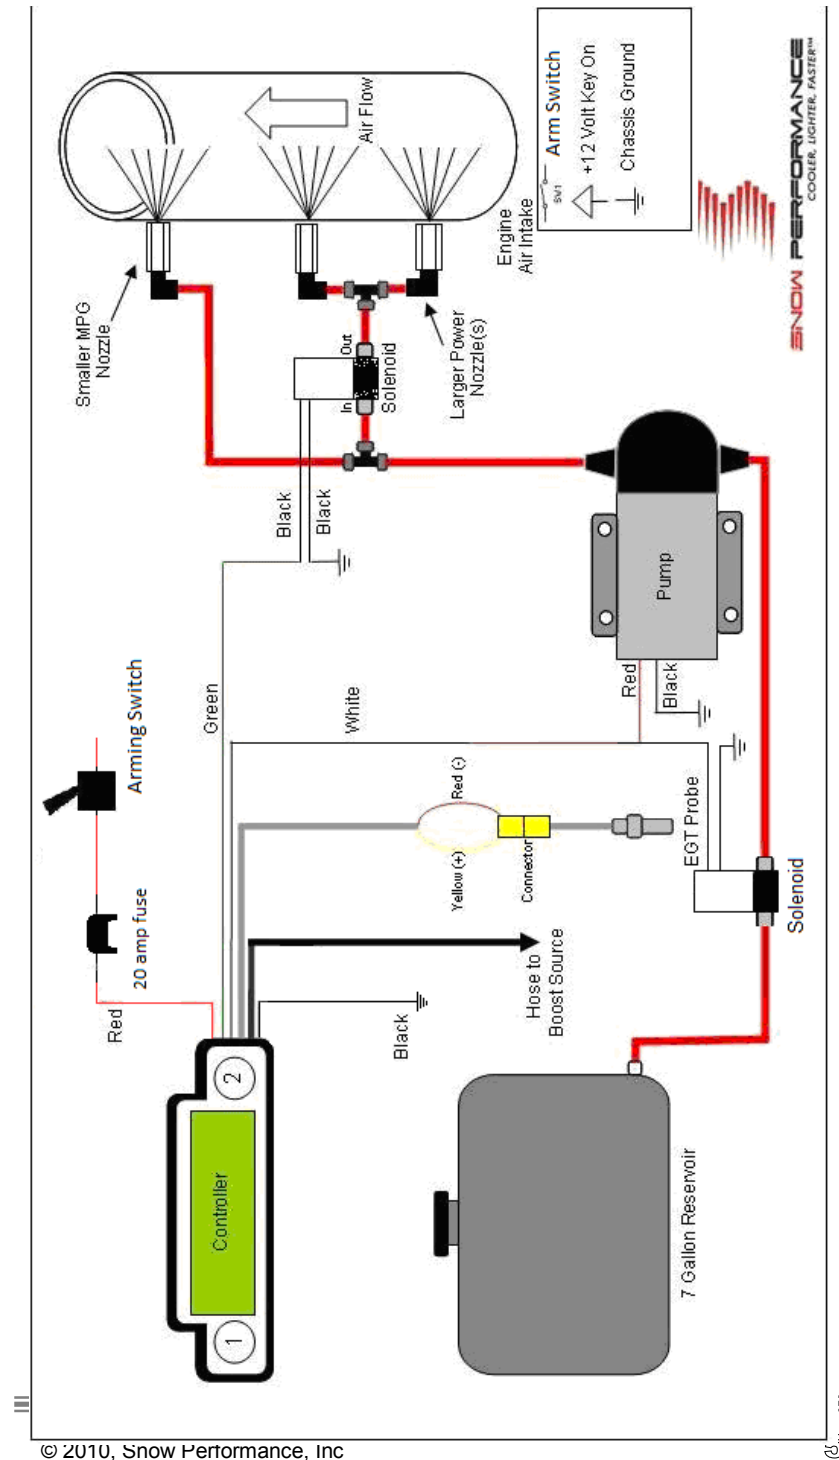 Arm Switch
SW1
+12 Volt Key On
Chassis Ground
SNOW PERFORMANCE
COOLER, LIGHTER, FASTER™
Air Flow
Engine
Air Intake
Smaller MPG
Nozzle
Larger Power
Nozzle(s)
Out
In
Solenoid
Black
Black
Green
White
Arming Switch
20 amp fuse
Red
Pump
Red
Black
Yellow (+)
Red (-)
Connector
EGT Probe
Solenoid
Hose to
Boost Source
Black
Controller
1
2
7 Gallon Reservoir
© 2010, Snow Performance, Inc